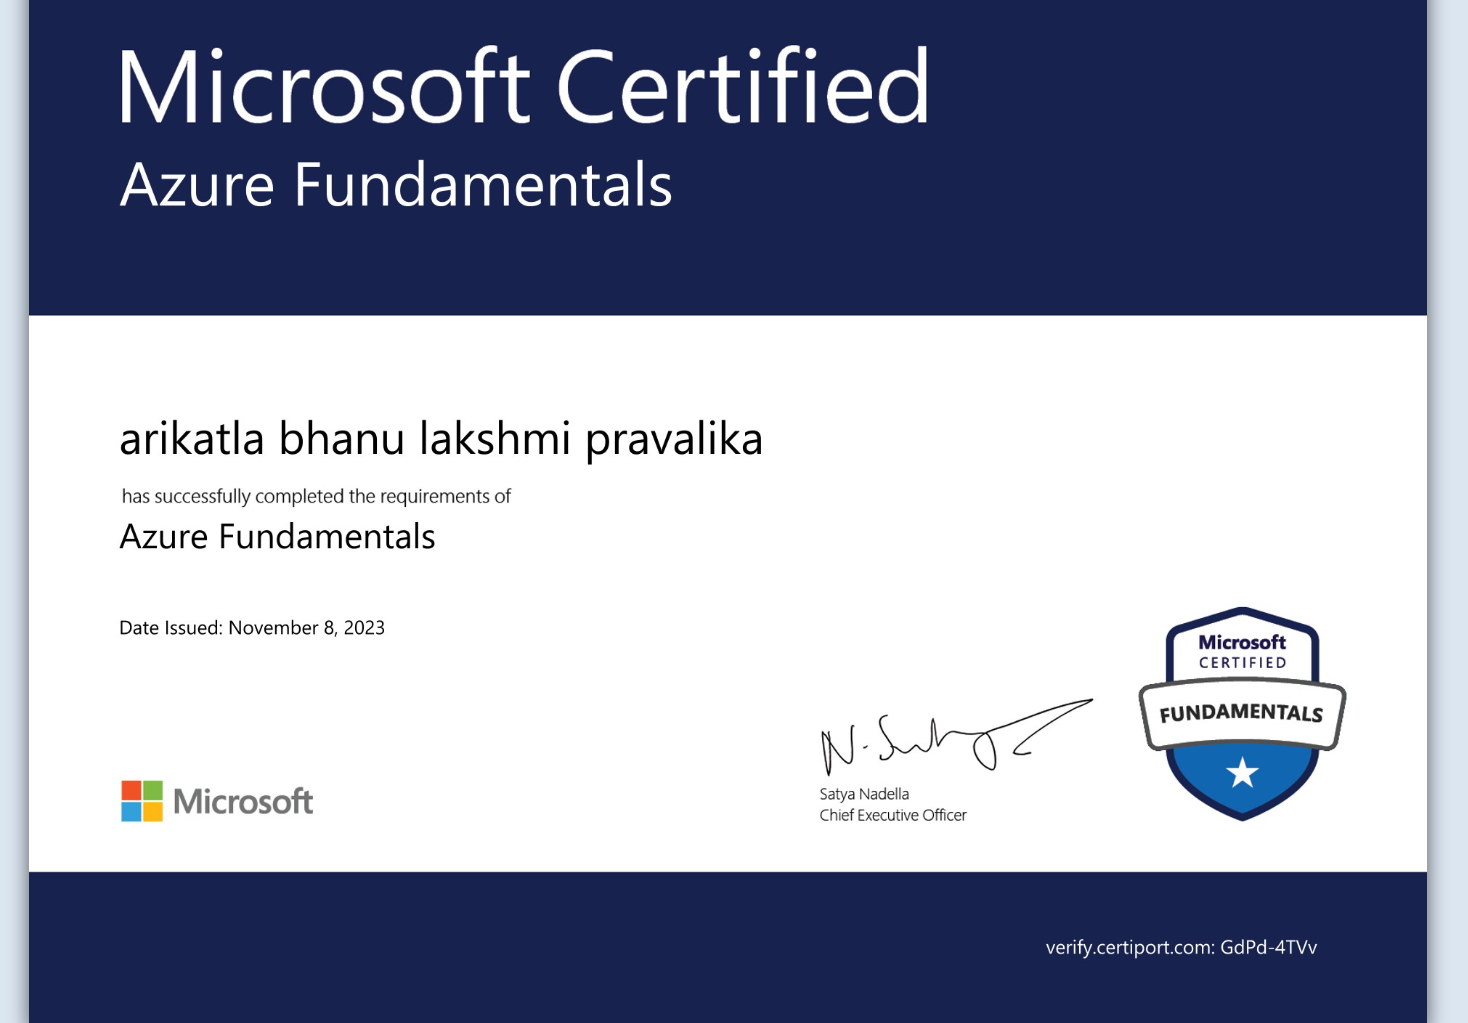 Microsoft Certified
Azure Fundamentals
arikatla bhanu lakshmi pravalika
has successfully completed the requirements of
Azure Fundamentals
Date Issued: November 8, 2023
Microsoft
CERTIFIED
FUNDAMENTALS
N. Satya
Satya Nadella
Chief Executive Officer
Microsoft
verify.certiport.com: GdPd-4TVv